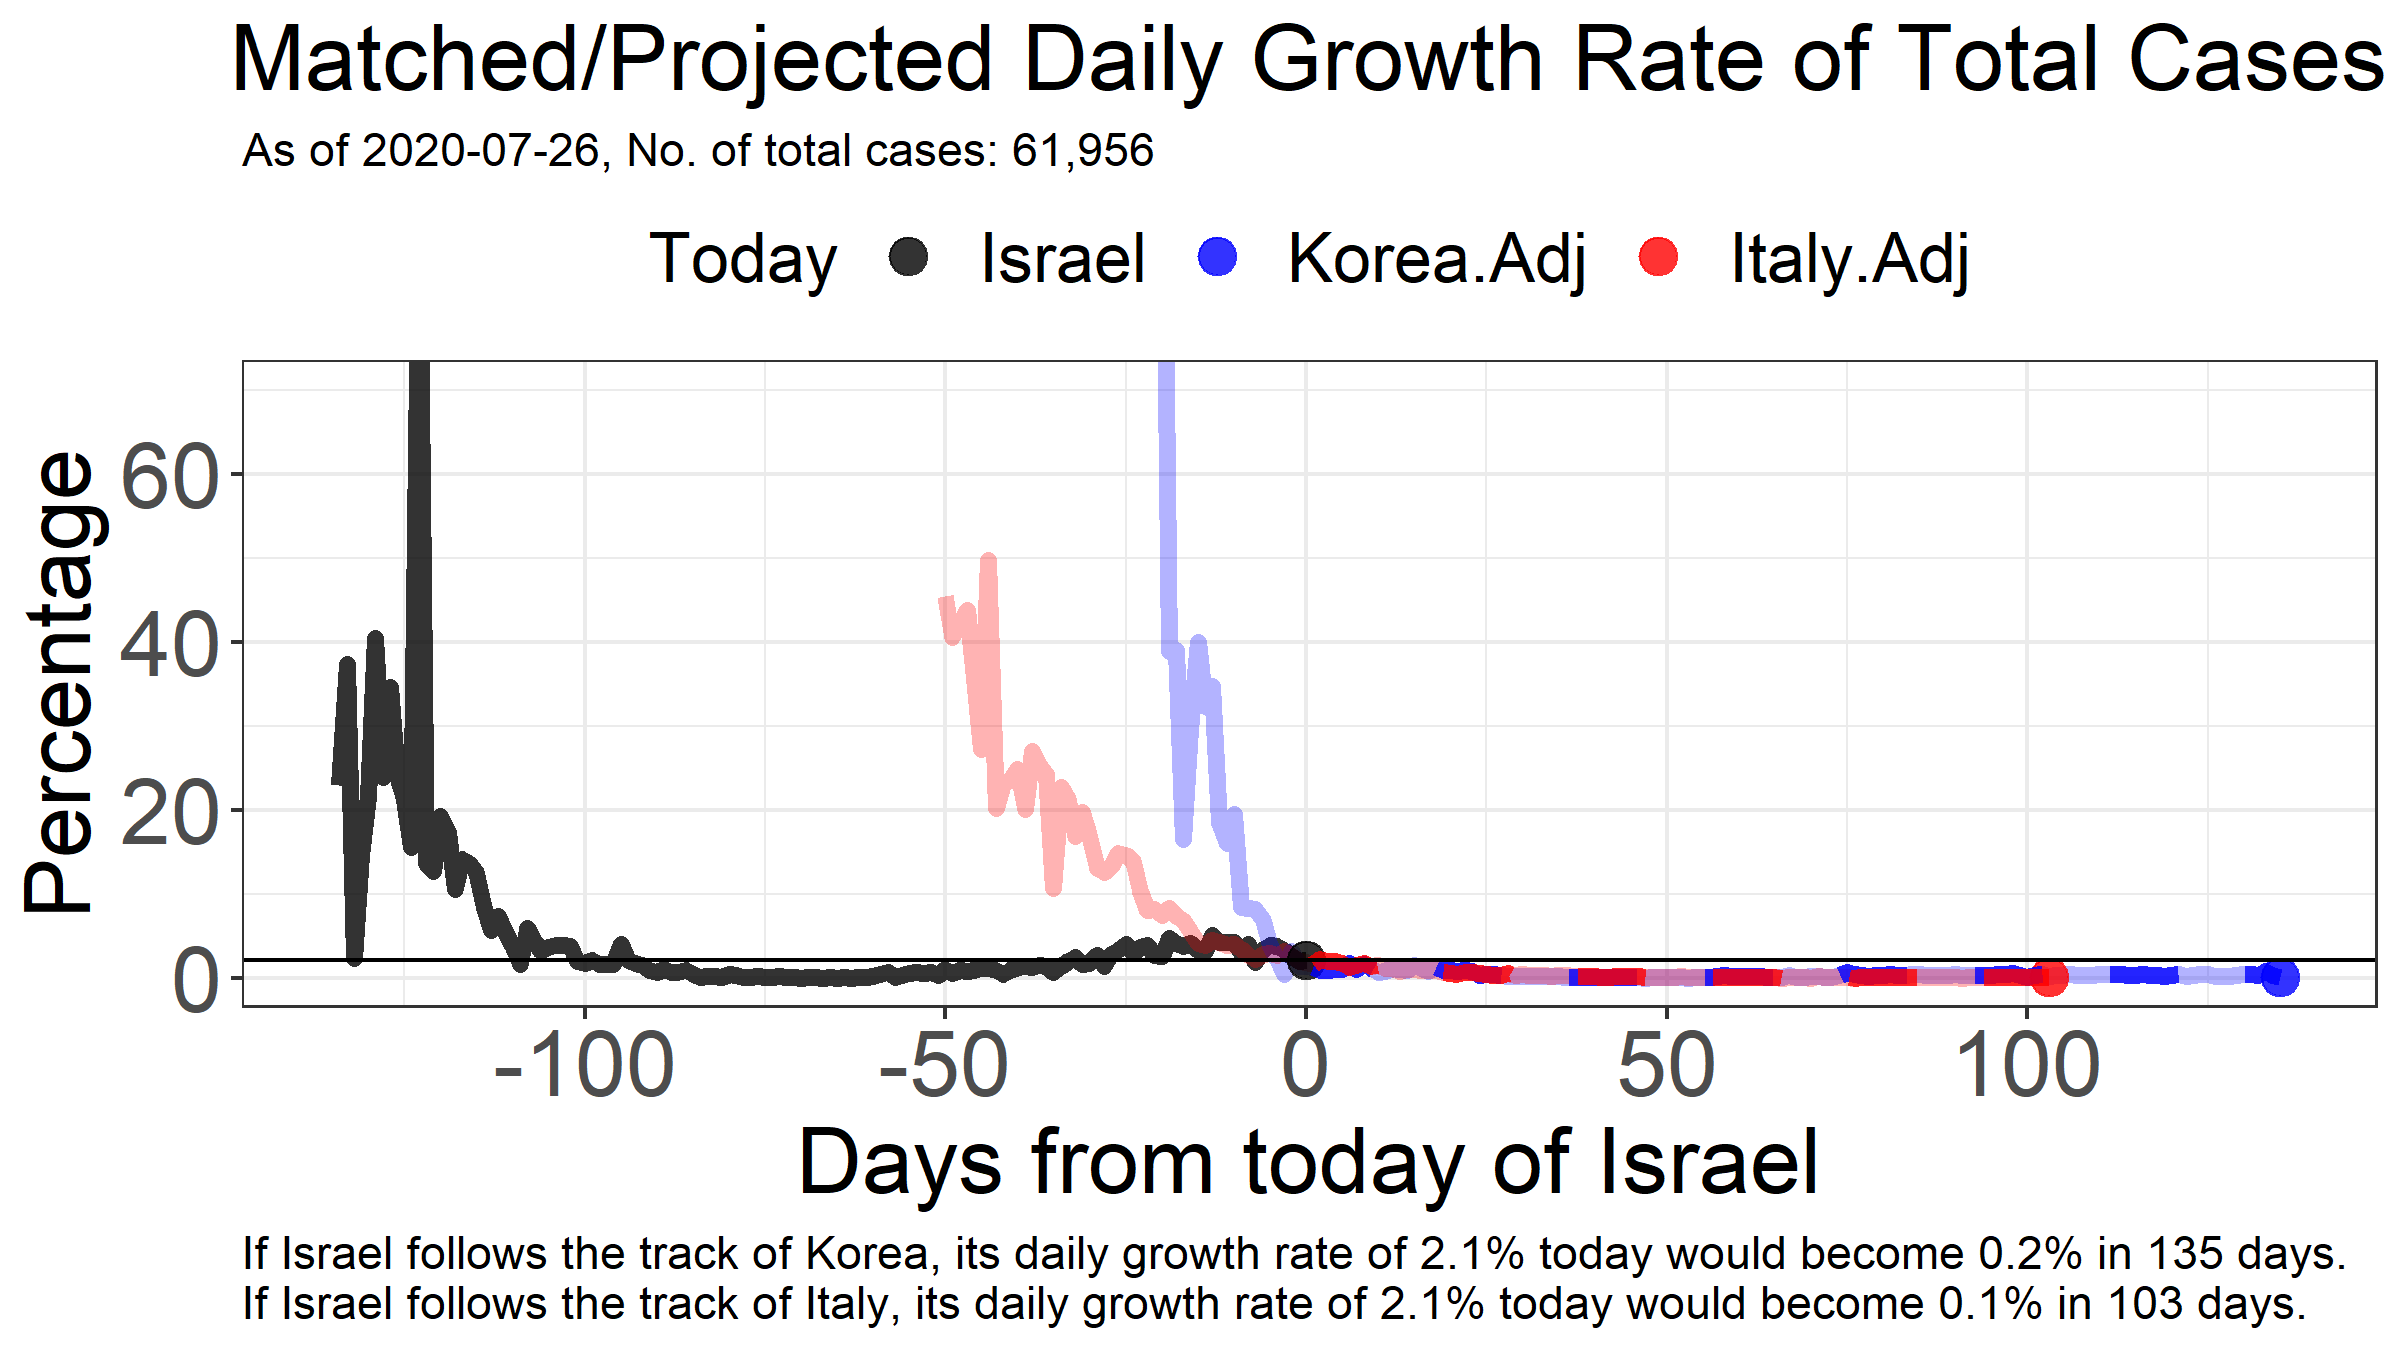 Matched/Projected Daily Growth Rate of Total Cases
As of 2020-07-26, No. of total cases: 61,956
Today Israel Korea.Adj Italy.Adj
Percentage
60
40
20
0
-100 -50 0 50 100
Days from today of Israel
If Israel follows the track of Korea, its daily growth rate of 2.1% today would become 0.2% in 135 days.
If Israel follows the track of Italy, its daily growth rate of 2.1% today would become 0.1% in 103 days.